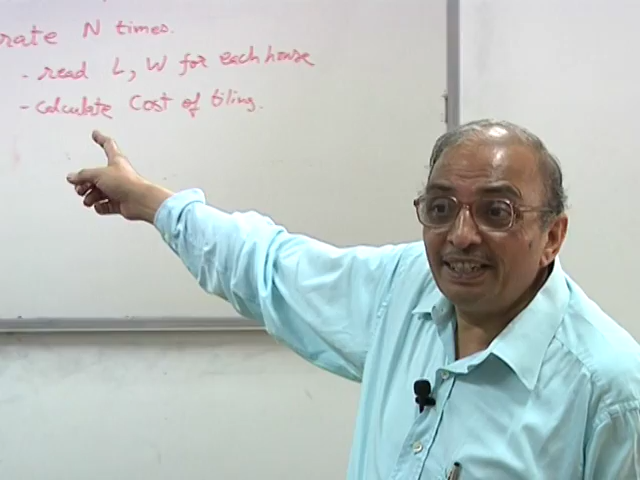 rate N times.
- read L, W for each house
- calculate cost of tiling.